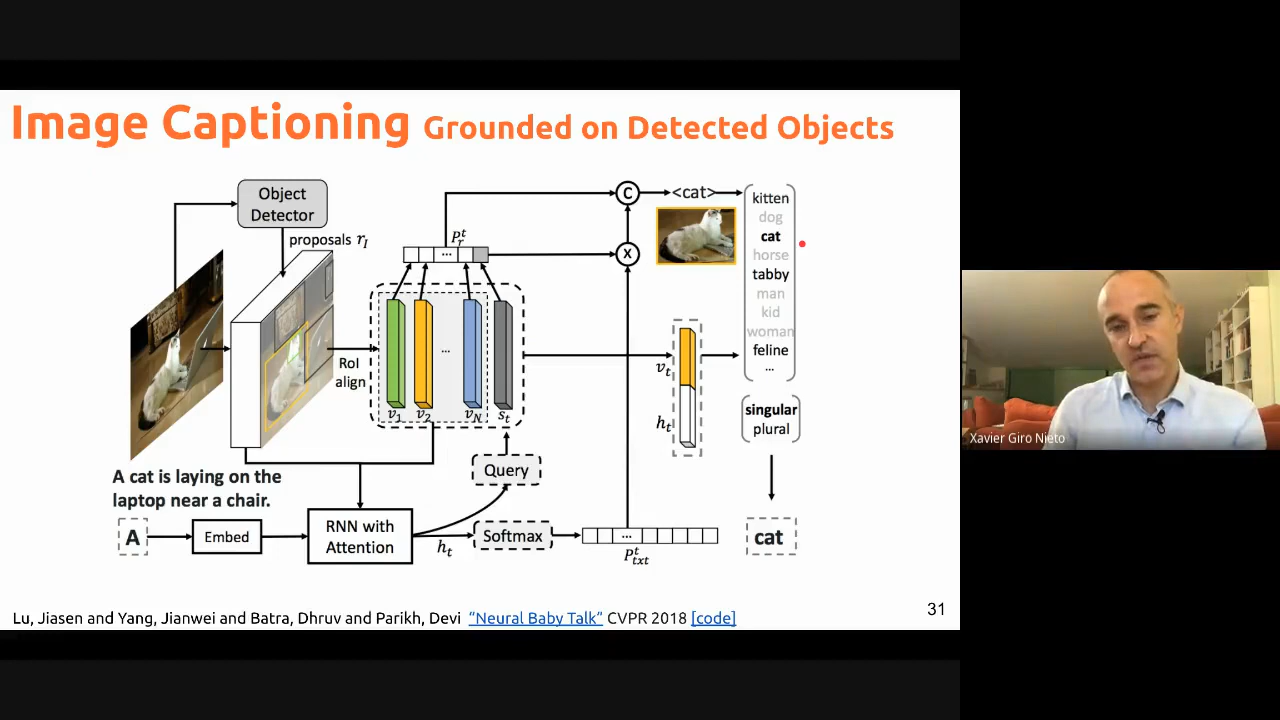 Image Captioning Grounded on Detected Objects
Object
Detector
proposals r_I
P_r^t
...
C
<cat>
X
kitten
dog
cat
horse
tabby
man
kid
woman
feline
...
RoI
align
...
v_1
v_2
v_N
s_t
v_t
h_t
singular
plural
Query
A cat is laying on the
laptop near a chair.
A
Embed
RNN with
Attention
h_t
Softmax
...
P_txt^t
cat
Lu, Jiasen and Yang, Jianwei and Batra, Dhruv and Parikh, Devi "Neural Baby Talk" CVPR 2018 [code]
31
Xavier Giro Nieto